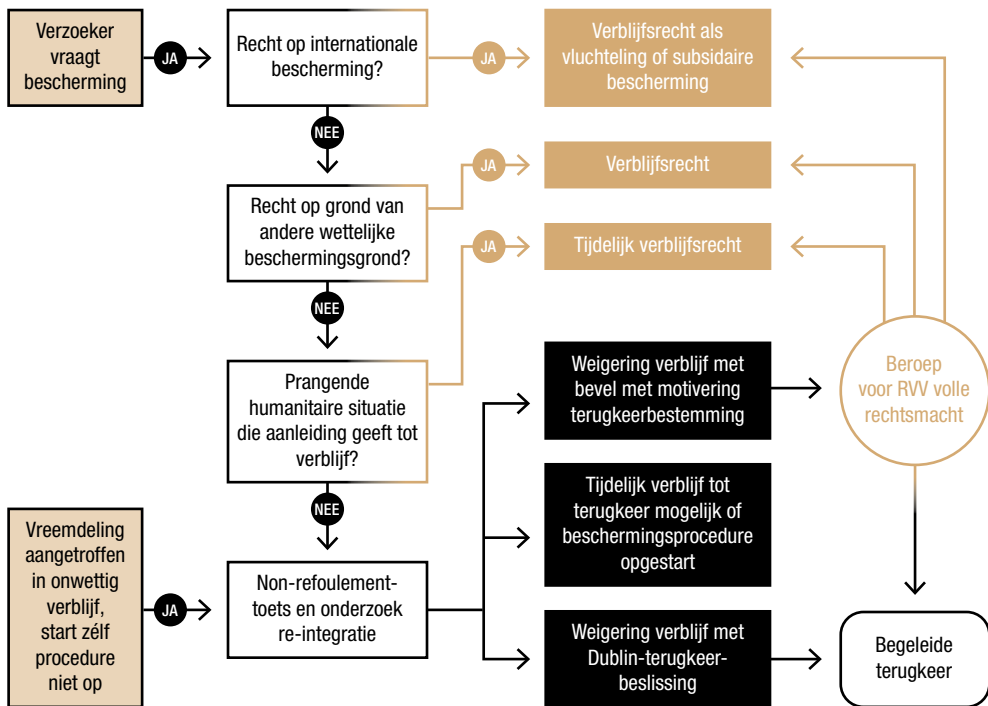 Verzoeker
vraagt
bescherming
JA
Recht op internationale
bescherming?
JA
Verblijfsrecht als
vluchteling of subsidaire
bescherming
NEE
Recht op grond van
andere wettelijke
beschermingsgrond?
JA
Verblijfsrecht
JA
Tijdelijk verblijfsrecht
NEE
Prangende
humanitaire situatie
die aanleiding geeft tot
verblijf?
Weigering verblijf met
bevel met motivering
terugkeerbestemming
Beroep
voor RVV volle
rechtsmacht
NEE
Tijdelijk verblijf tot
terugkeer mogelijk of
beschermingsprocedure
opgestart
Vreemdeling
aangetroffen
in onwettig
verblijf,
start zélf
procedure
niet op
JA
Non-refoulement-
toets en onderzoek
re-integratie
Weigering verblijf met
Dublin-terugkeer-
beslissing
Begeleide
terugkeer